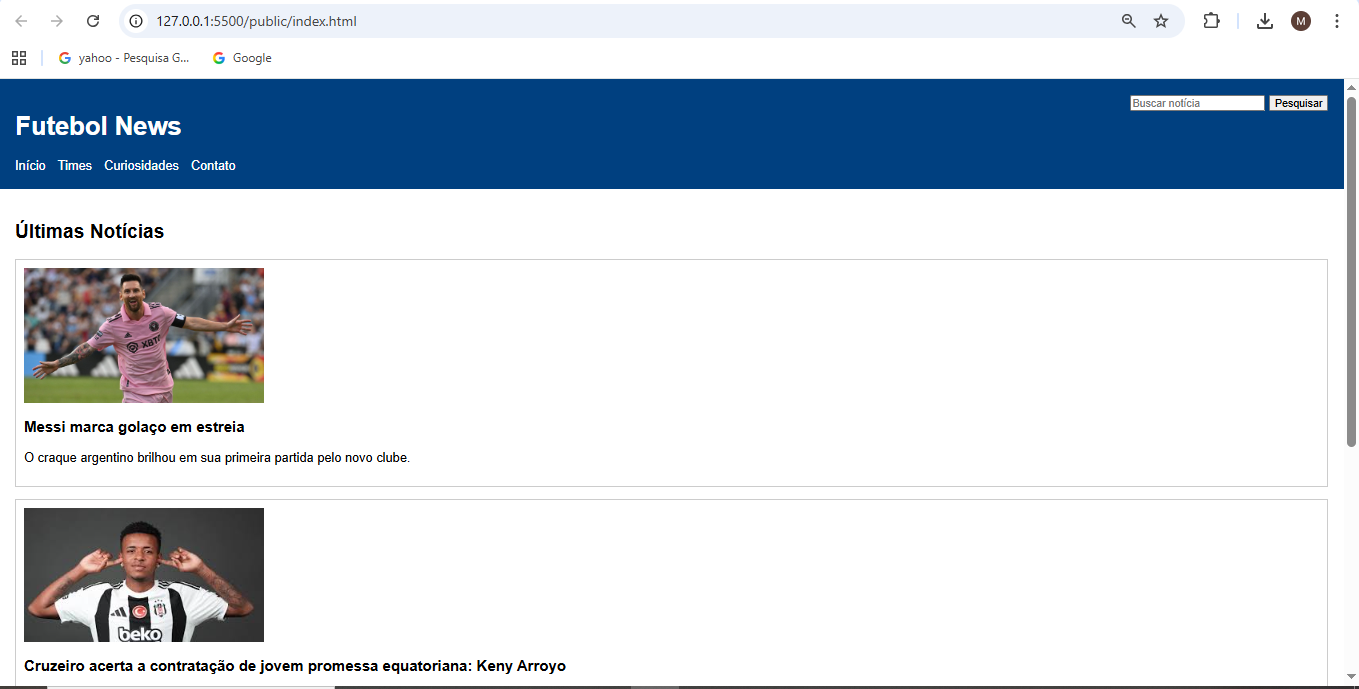 127.0.0.1:5500/public/index.html
M
yahoo - Pesquisa G... Google
Buscar notícia Pesquisar
Futebol News
Início Times Curiosidades Contato
Últimas Notícias
XBTF
Messi marca golaço em estreia
O craque argentino brilhou em sua primeira partida pelo novo clube.
beko
Cruzeiro acerta a contratação de jovem promessa equatoriana: Keny Arroyo